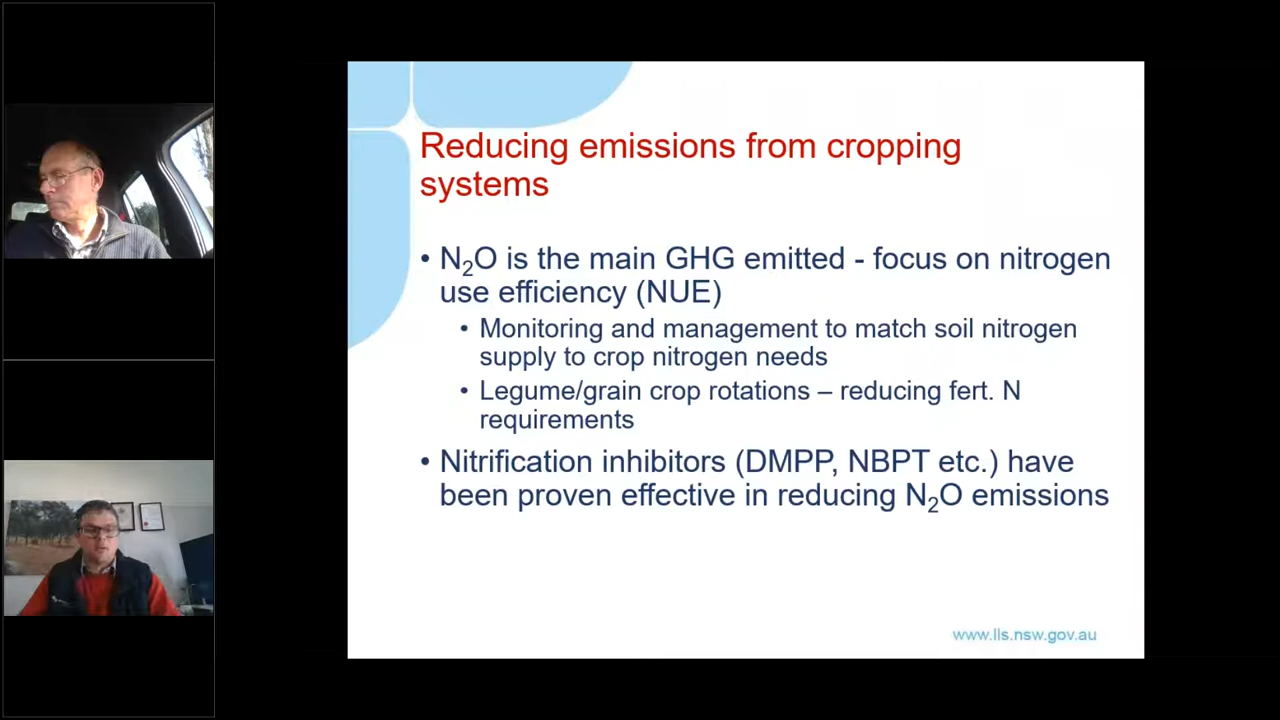 Reducing emissions from cropping
systems
• N₂O is the main GHG emitted - focus on nitrogen
use efficiency (NUE)
• Monitoring and management to match soil nitrogen
supply to crop nitrogen needs
• Legume/grain crop rotations – reducing fert. N
requirements
• Nitrification inhibitors (DMPP, NBPT etc.) have
been proven effective in reducing N₂O emissions
www.lls.nsw.gov.au